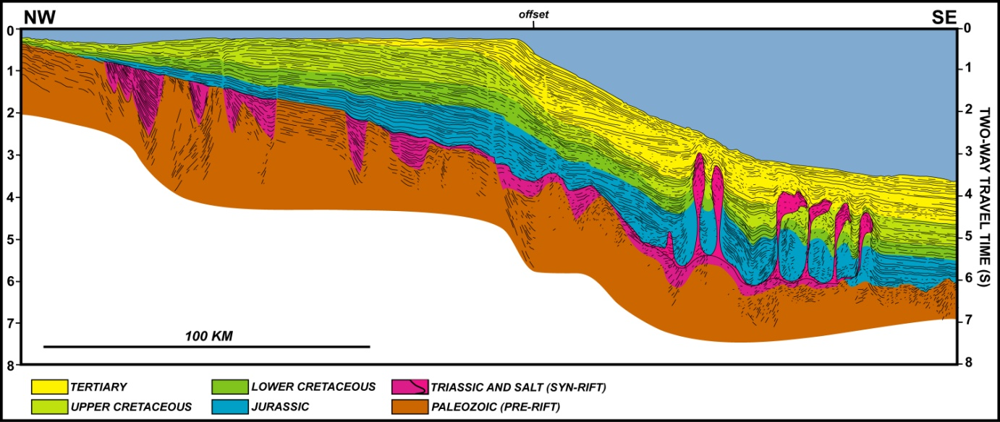 NW
offset
SE
0
0
1
1
2
2
3
3
4
4
5
5
6
6
7
7
8
8
TWO-WAY TRAVEL TIME (S)
100 KM
TERTIARY
LOWER CRETACEOUS
TRIASSIC AND SALT (SYN-RIFT)
UPPER CRETACEOUS
JURASSIC
PALEOZOIC (PRE-RIFT)